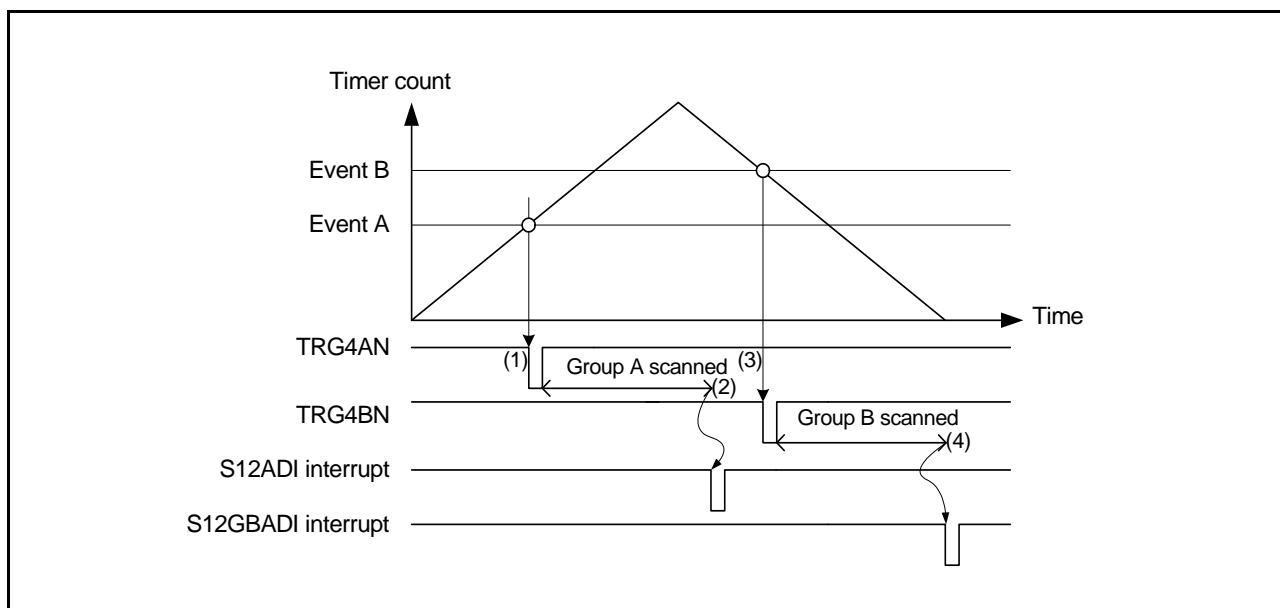 Timer count
Event B
Event A
Time
TRG4AN
(1)
Group A scanned
(2)
(3)
TRG4BN
Group B scanned
(4)
S12ADI interrupt
S12GBADI interrupt